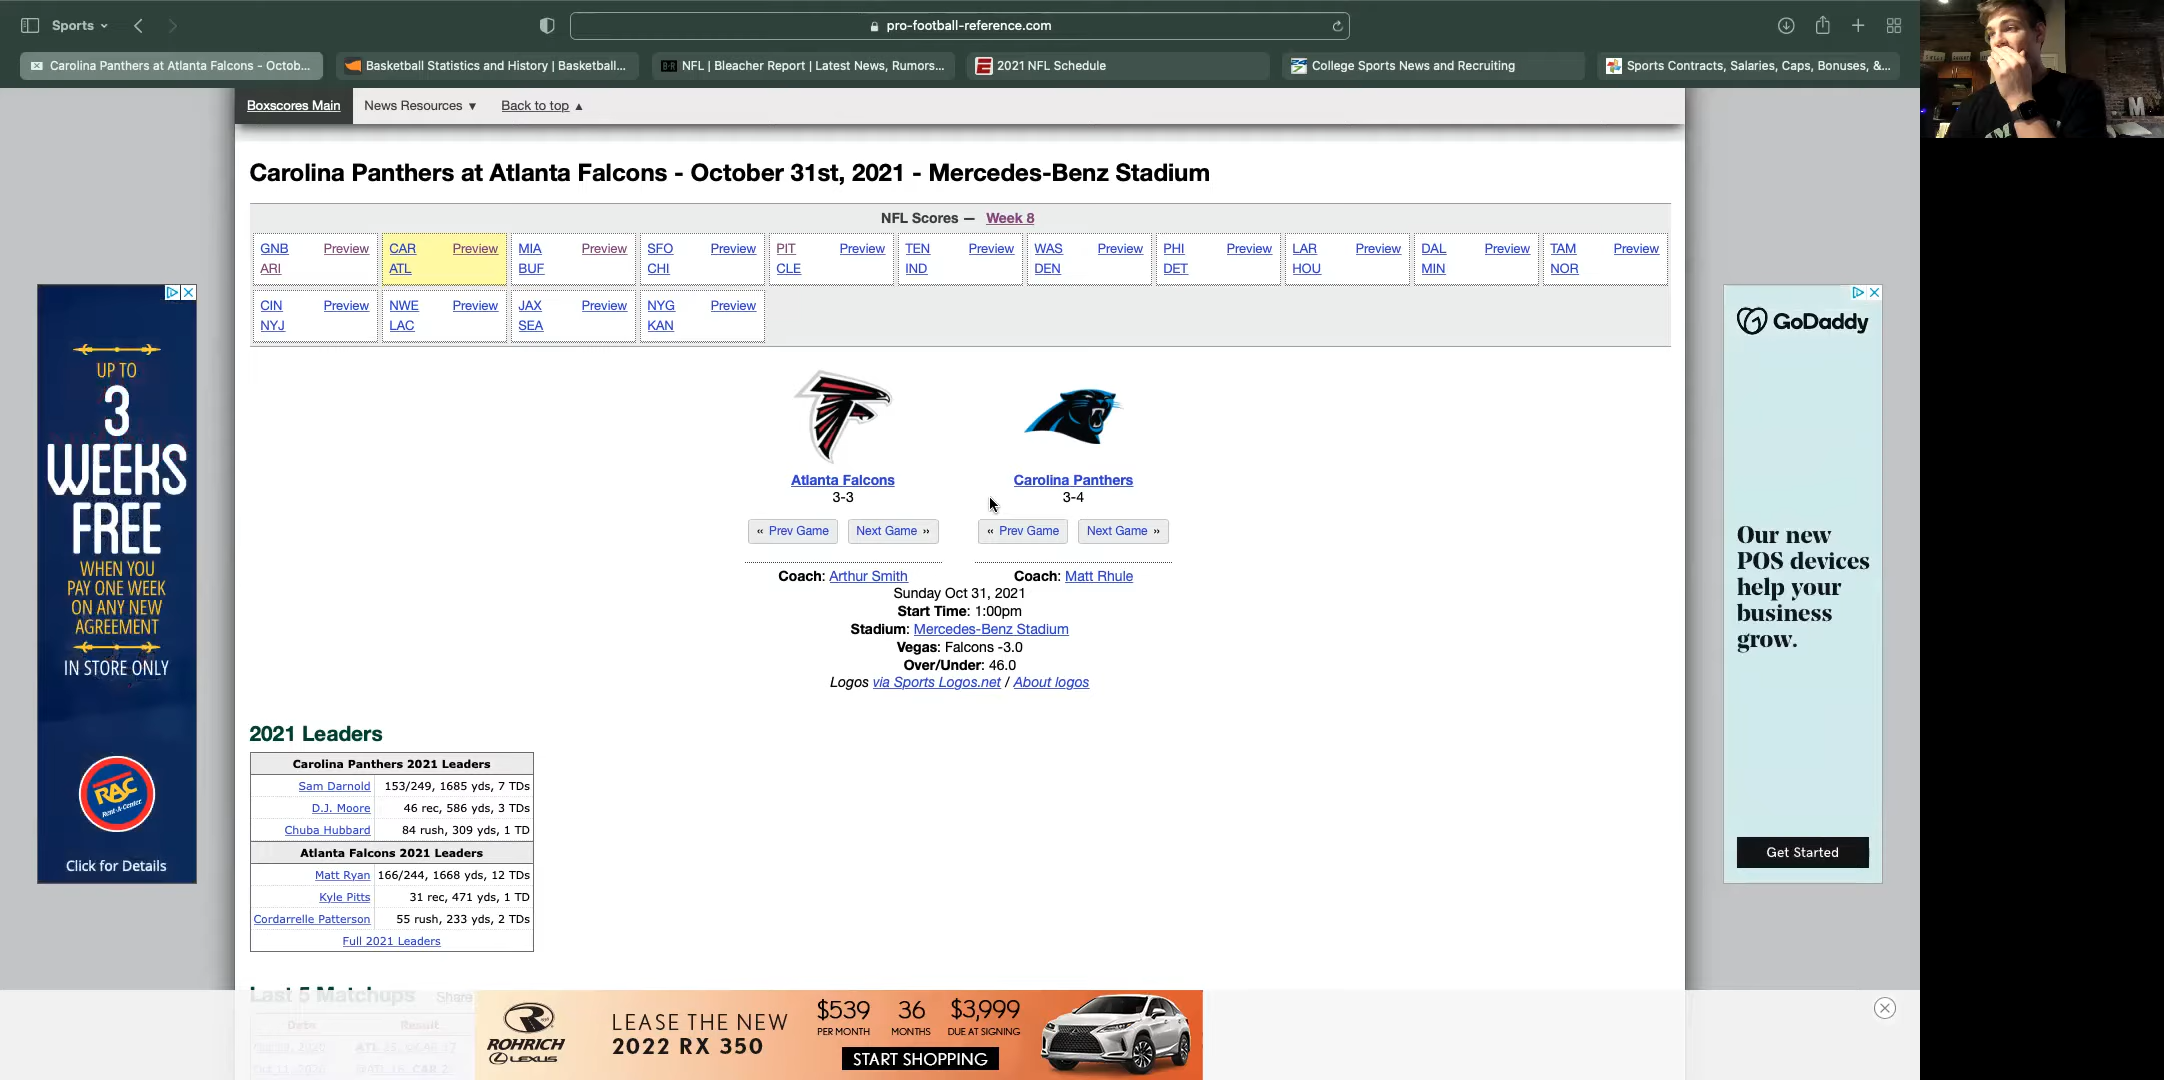 Sports
pro-football-reference.com
Carolina Panthers at Atlanta Falcons - Octob...
Basketball Statistics and History | Basketball...
B-R
NFL | Bleacher Report | Latest News, Rumors...
2021 NFL Schedule
College Sports News and Recruiting
Sports Contracts, Salaries, Caps, Bonuses, &...
Boxscores Main
News Resources ▼
Back to top ▲
Carolina Panthers at Atlanta Falcons - October 31st, 2021 - Mercedes-Benz Stadium
NFL Scores — Week 8
GNB Preview CAR Preview MIA Preview SFO Preview PIT Preview TEN Preview WAS Preview PHI Preview LAR Preview DAL Preview TAM Preview
ARI ATL BUF CHI CLE IND DEN DET HOU MIN NOR
CIN Preview NWE Preview JAX Preview NYG Preview
NYJ LAC SEA KAN
Atlanta Falcons
3-3
« Prev Game Next Game »
Coach: Arthur Smith
Carolina Panthers
3-4
« Prev Game Next Game »
Coach: Matt Rhule
Sunday Oct 31, 2021
Start Time: 1:00pm
Stadium: Mercedes-Benz Stadium
Vegas: Falcons -3.0
Over/Under: 46.0
Logos via Sports Logos.net / About logos
2021 Leaders
Carolina Panthers 2021 Leaders
Sam Darnold 153/249, 1685 yds, 7 TDs
D.J. Moore 46 rec, 586 yds, 3 TDs
Chuba Hubbard 84 rush, 309 yds, 1 TD
Atlanta Falcons 2021 Leaders
Matt Ryan 166/244, 1668 yds, 12 TDs
Kyle Pitts 31 rec, 471 yds, 1 TD
Cordarrelle Patterson 55 rush, 233 yds, 2 TDs
Full 2021 Leaders
Last 5 Matchups Share
Date Result
UP TO
3
WEEKS
FREE
WHEN YOU
PAY ONE WEEK
ON ANY NEW
AGREEMENT
IN STORE ONLY
RAC
Rent-A-Center
Click for Details
GoDaddy
Our new
POS devices
help your
business
grow.
Get Started
ROHRICH
LEXUS
LEASE THE NEW
2022 RX 350
$539
PER MONTH
36
MONTHS
$3,999
DUE AT SIGNING
START SHOPPING
M